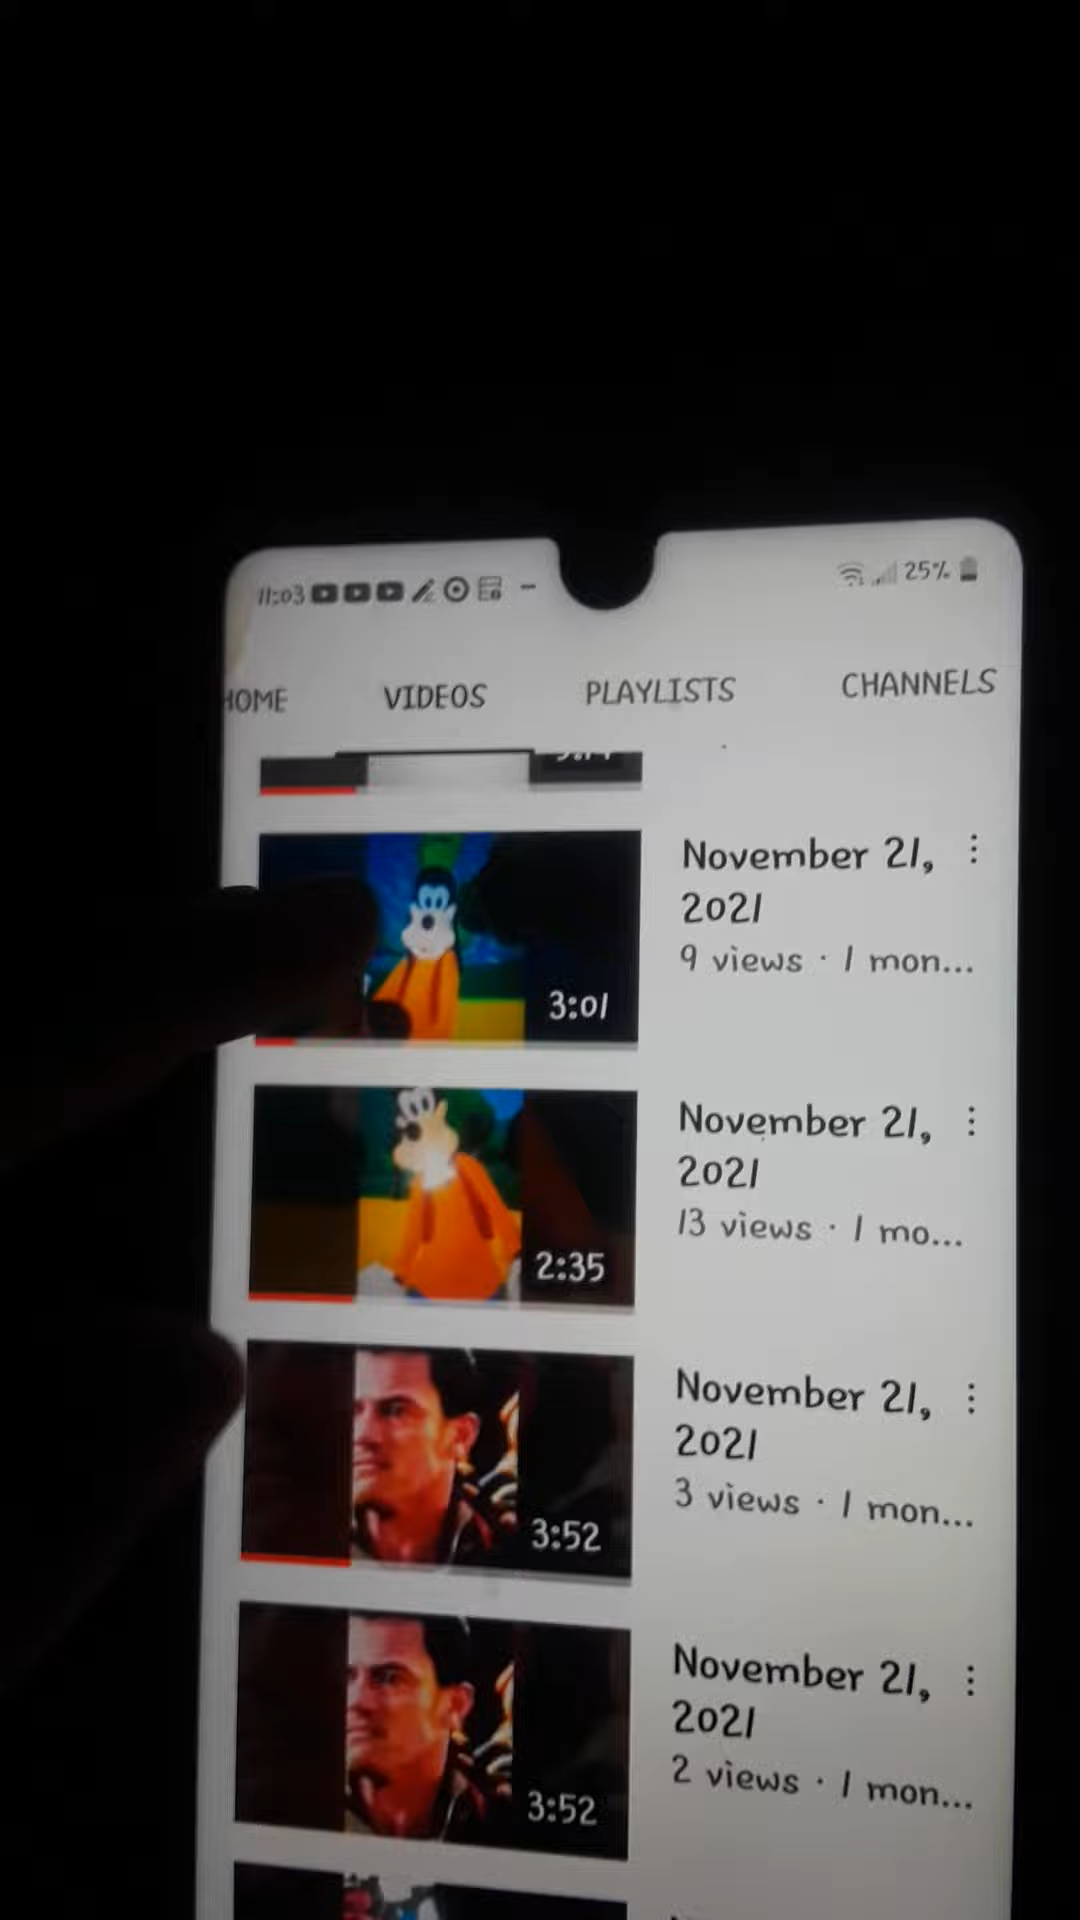 11:03
25%
HOME VIDEOS PLAYLISTS CHANNELS
November 21,
2021
9 views · 1 mon...
3:01
November 21,
2021
13 views · 1 mo...
2:35
November 21,
2021
3 views · 1 mon...
3:52
November 21,
2021
2 views · 1 mon...
3:52